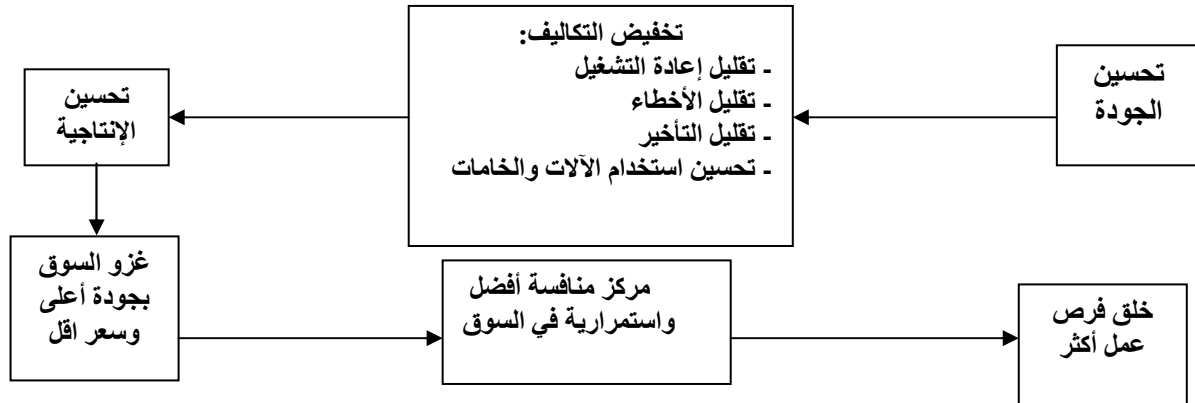 تحسين
الجودة
تخفيض التكاليف:
- تقليل إعادة التشغيل
- تقليل الأخطاء
- تقليل التأخير
- تحسين استخدام الآلات والخامات
تحسين
الإنتاجية
غزو السوق
بجودة أعلى
وسعر اقل
مركز منافسة أفضل
واستمرارية في السوق
خلق فرص
عمل أكثر